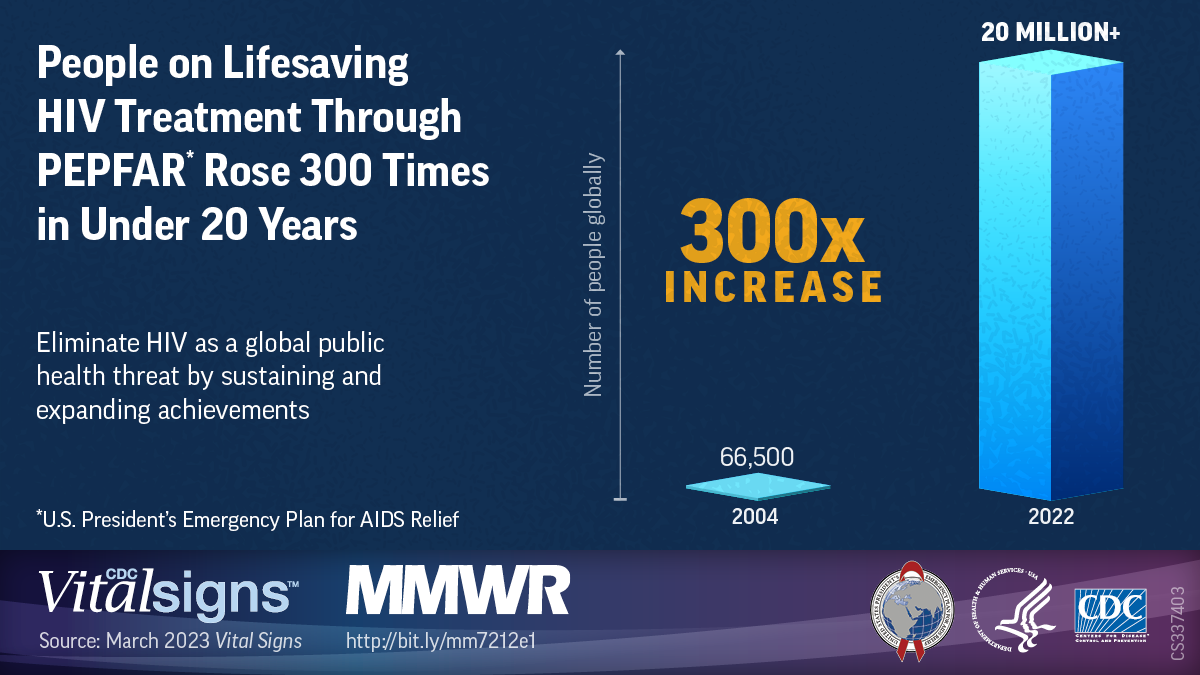 People on Lifesaving
HIV Treatment Through
PEPFAR* Rose 300 Times
in Under 20 Years
Eliminate HIV as a global public
health threat by sustaining and
expanding achievements
*U.S. President's Emergency Plan for AIDS Relief
Number of people globally
300x
INCREASE
66,500
2004
20 MILLION+
2022
CDC
Vitalsigns™
Source: March 2023 Vital Signs
MMWR
http://bit.ly/mm7212e1
DEPARTMENT OF HEALTH & HUMAN SERVICES · USA
CDC
CENTERS FOR DISEASE
CONTROL AND PREVENTION
CS337403